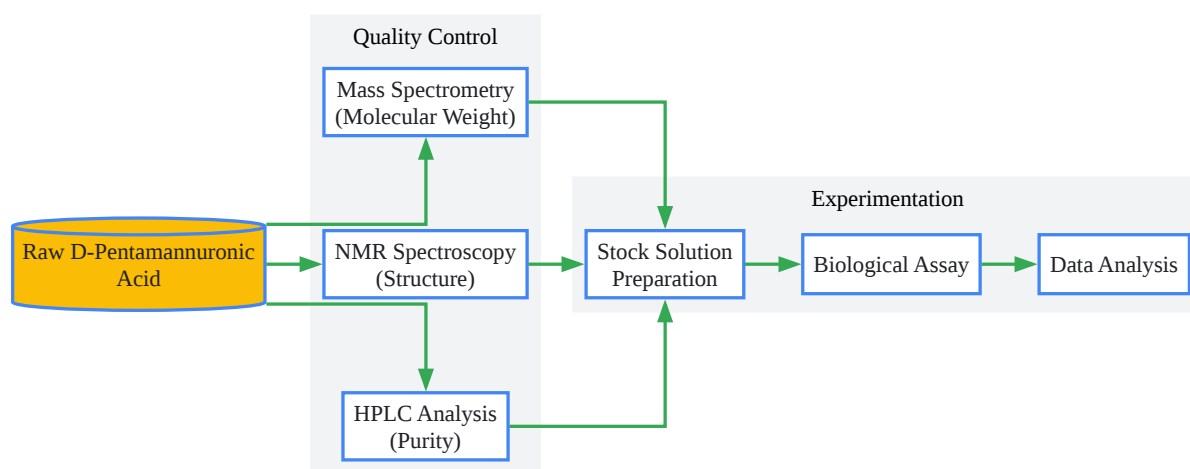 Quality Control
Mass Spectrometry
(Molecular Weight)
Experimentation
Raw D-Pentamannuronic
Acid
NMR Spectroscopy
(Structure)
Stock Solution
Preparation
Biological Assay
Data Analysis
HPLC Analysis
(Purity)